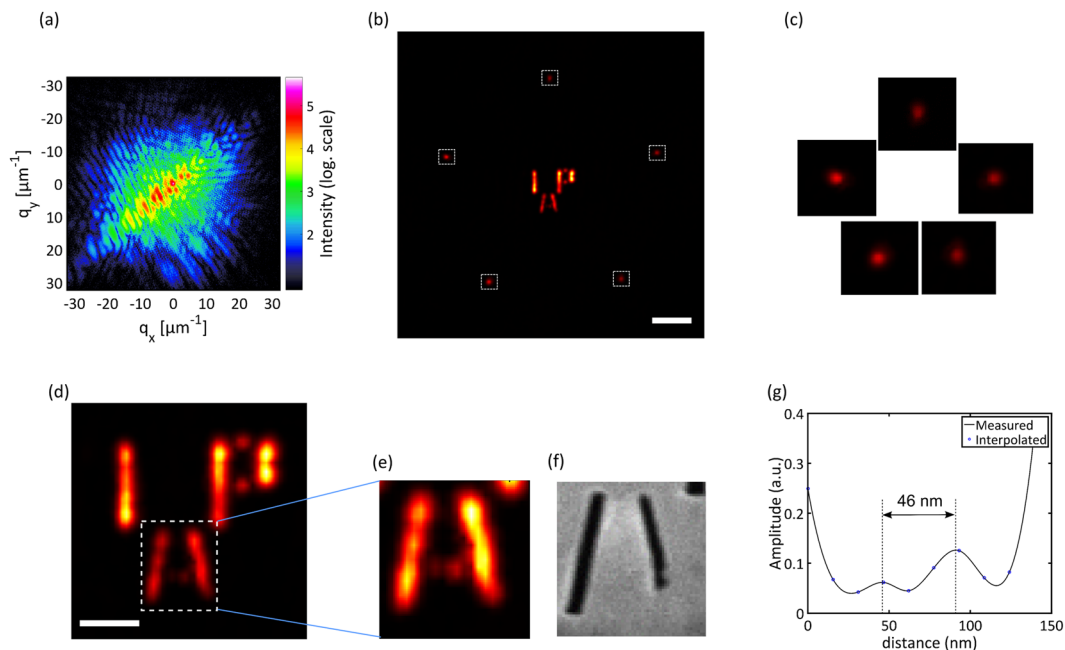 (a)
-30
-20
-10
0
10
20
30
q_y [µm⁻¹]
-30 -20 -10 0 10 20 30
q_x [µm⁻¹]
5
4
3
2
Intensity (log. scale)
(b)
(c)
(d)
(e)
(f)
(g)
0.4
0.3
0.2
0.1
0
Amplitude (a.u.)
Measured
Interpolated
46 nm
0 50 100 150
distance (nm)